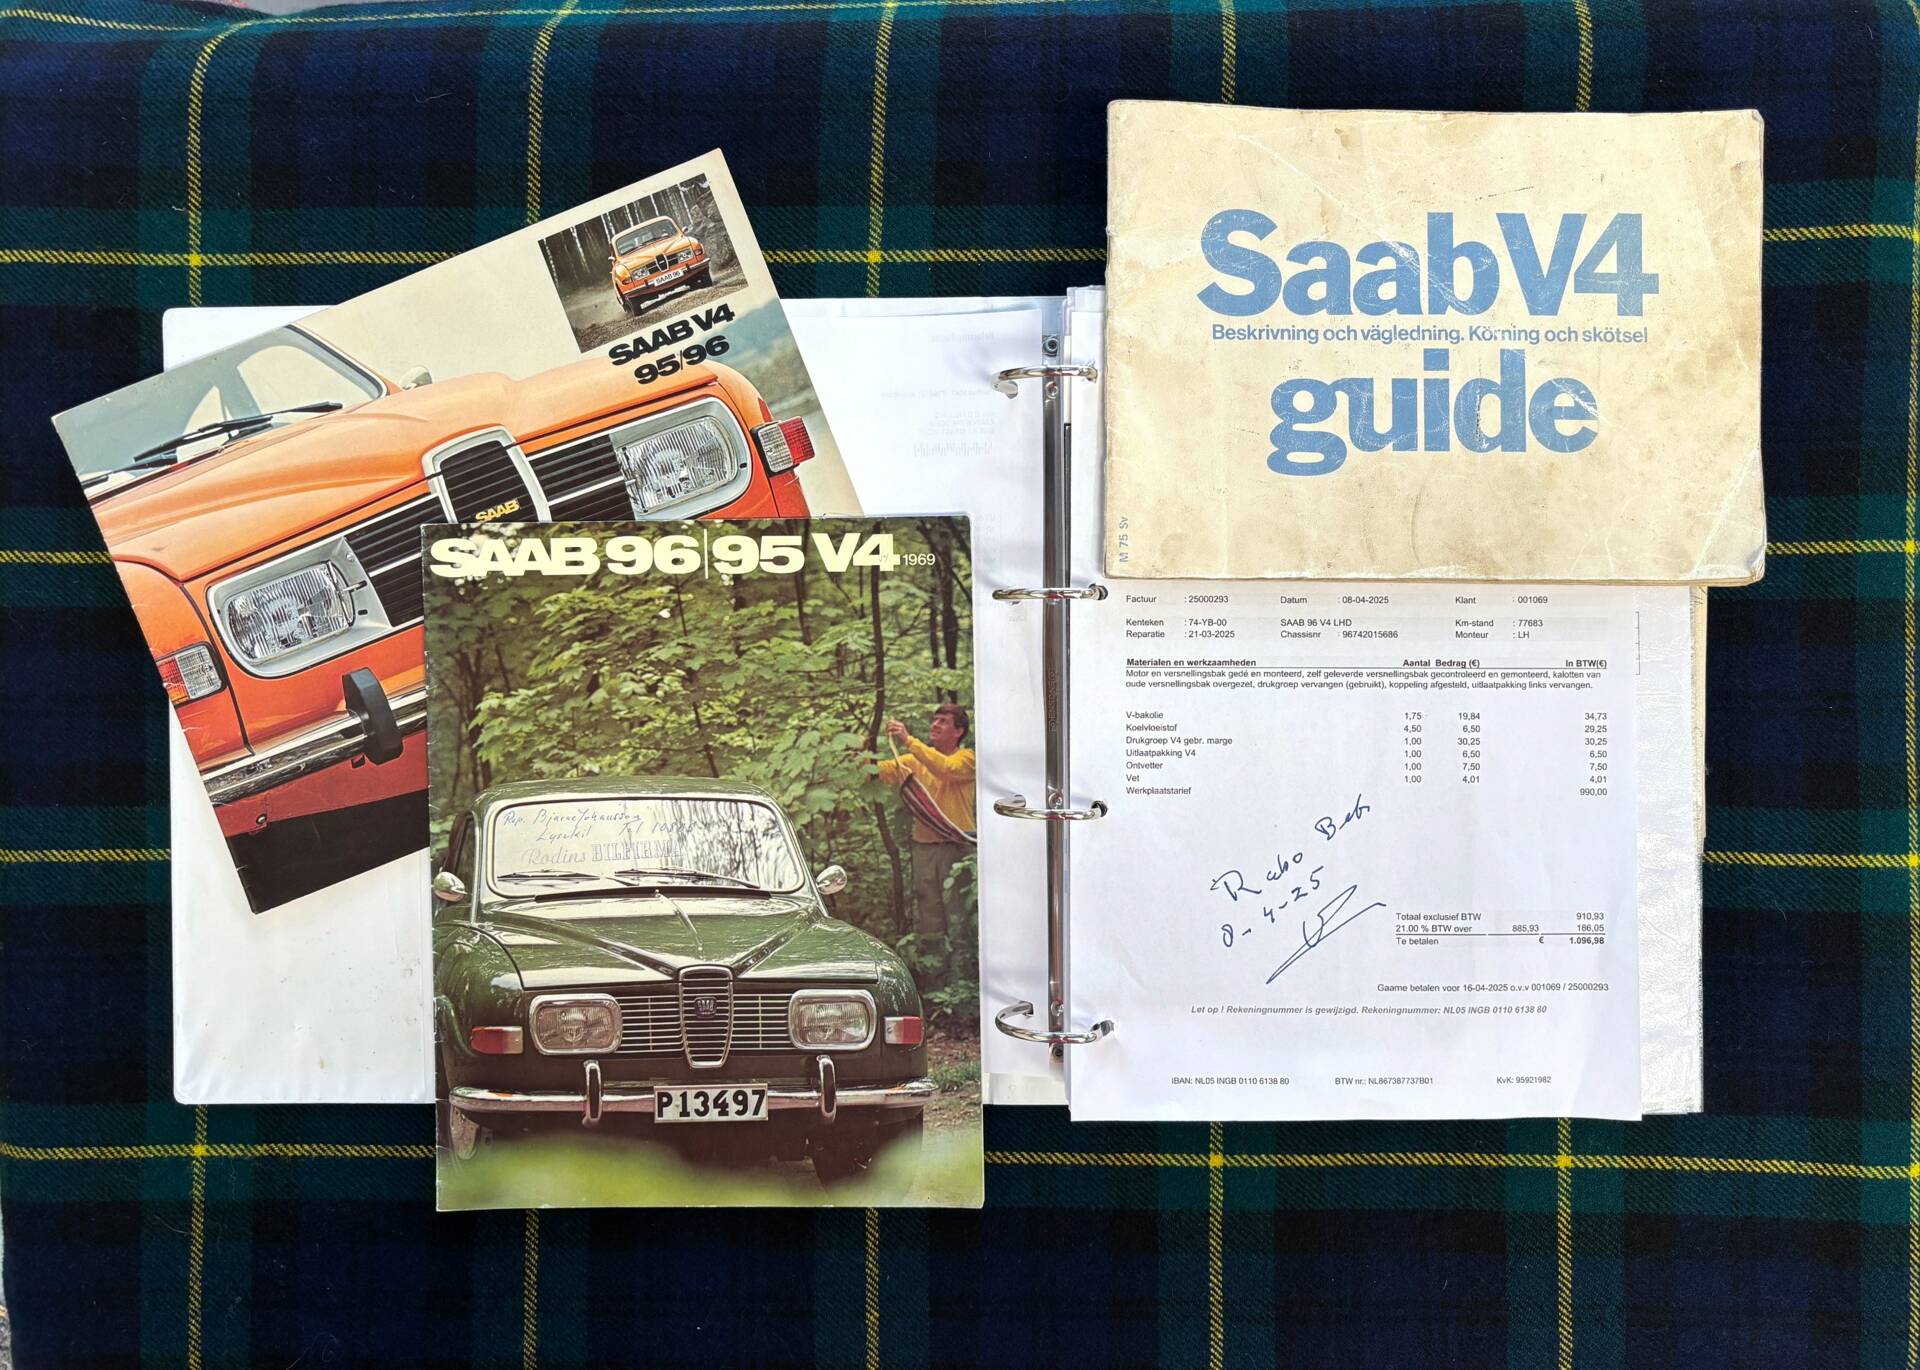 SAAB 96
SAAB V4
95/96
SAAB
SAAB 96|95 V4 1969
Rep. Bjarne Johansson
Lysekil Tel
Rodins BILFIRMA
P13497
SaabV4
Beskrivning och vägledning. Körning och skötsel
guide
M 75 Sv
Factuur : 25000293 Datum : 08-04-2025 Klant : 001069
Kenteken : 74-YB-00 SAAB 96 V4 LHD Km-stand : 77683
Reparatie : 21-03-2025 Chassisnr : 96742015686 Monteur : LH
Materialen en werkzaamheden Aantal Bedrag (€) In BTW(€)
Motor en versnellingsbak gedé en monteerd, zelf geleverde versnellingsbak gecontroleerd en gemonteerd, kalotten van
oude versnellingsbak overgezet, drukgroep vervangen (gebruikt), koppeling afgesteld, uitlaatpakking links vervangen.
V-bakolie 1,75 19,84 34,73
Koelvloeistof 4,50 6,50 29,25
Drukgroep V4 gebr. marge 1,00 30,25 30,25
Uitlaatpakking V4 1,00 6,50 6,50
Ontvetter 1,00 7,50 7,50
Vet 1,00 4,01 4,01
Werkplaatstarief 990,00
Rabo Bet.
8-4-25
Totaal exclusief BTW 910,93
21.00 % BTW over 885,93 186,05
Te betalen € 1.096,98
Gaarne betalen voor 16-04-2025 o.v.v 001069 / 25000293
Let op ! Rekeningnummer is gewijzigd. Rekeningnummer: NL05 INGB 0110 6138 80
IBAN: NL05 INGB 0110 6138 80 BTW nr.: NL867387737B01 KvK: 95921982